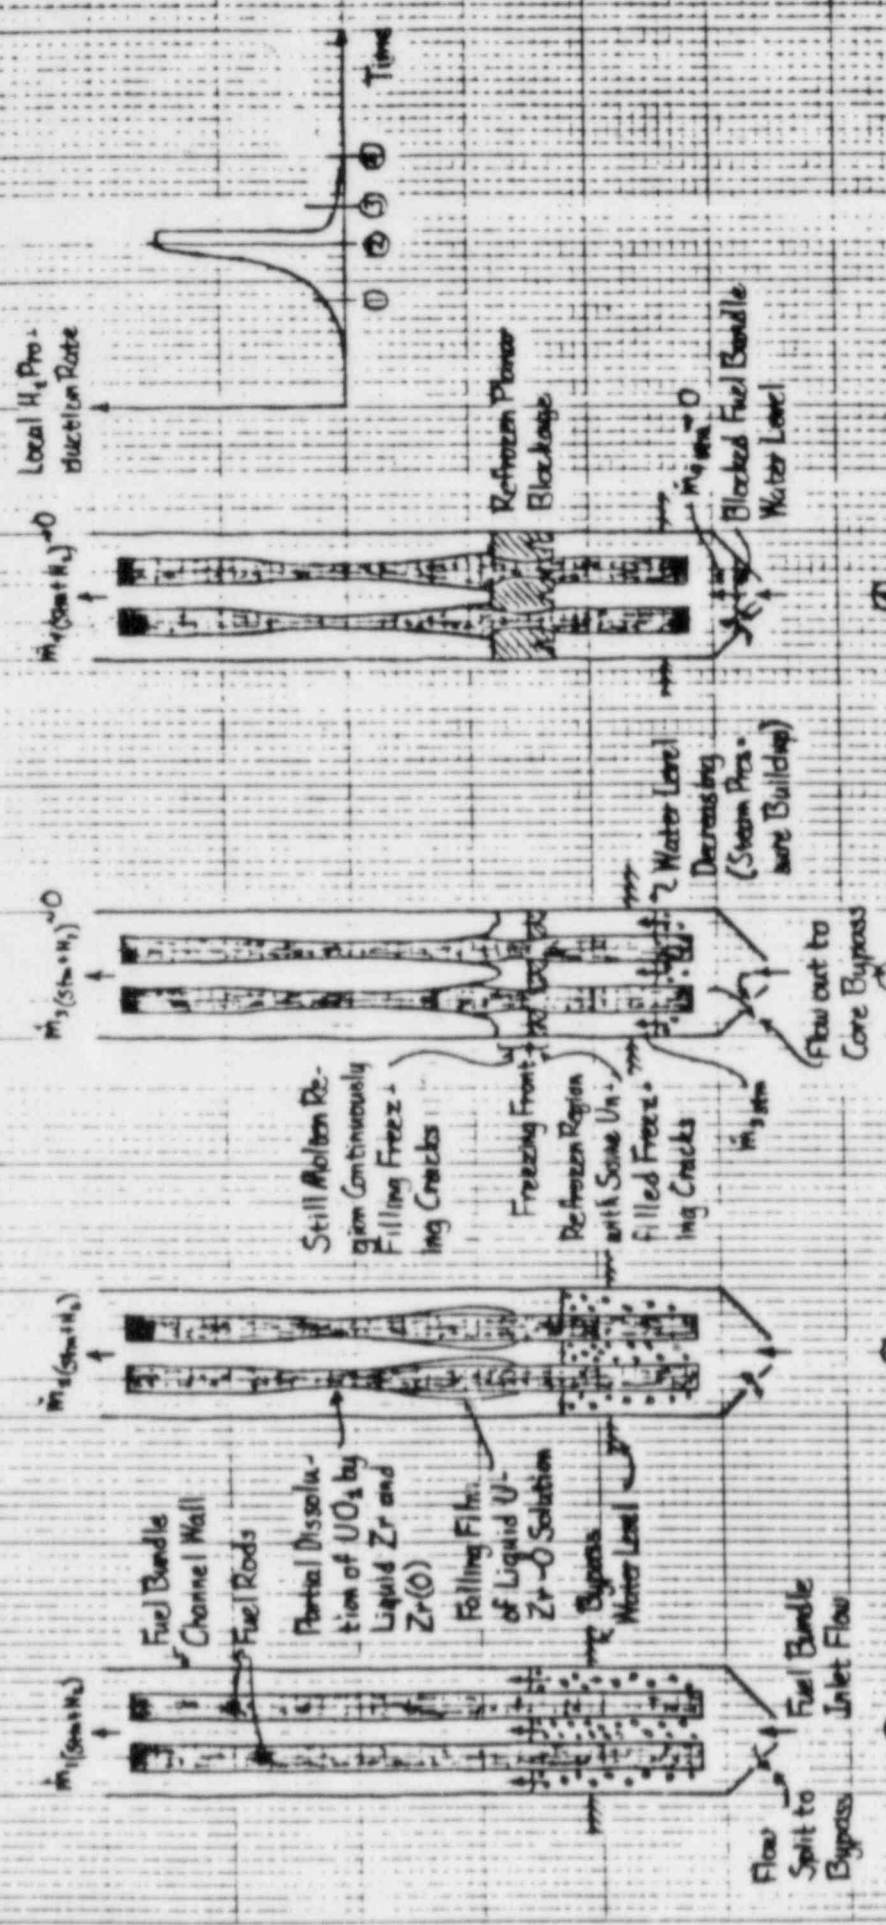 ṁ₁(Stm+H₂)
Fuel Bundle
Channel Wall
Fuel Rods
Bypass
Water Level
Flow
Split to
Bypass
Fuel Bundle
Inlet Flow
ṁ₂(Stm+H₂)
Partial Dissolu-
tion of UO₂ by
Liquid Zr and
Zr(O)
Falling Film
of Liquid U-
Zr-O Solution
ṁ₃(Stm+H₂)~0
Still Molten Re-
gion Continuously
Filling Freez-
ing Cracks
Freezing Front
Refrozen Region
with Some Un-
filled Freez-
ing Cracks
ṁ₃ stm
Flow out to
Core Bypass
Water Level
Decreasing
(Steam Pres-
sure Buildup)
ṁ₄(Stm+H₂)→0
Refrozen Planar
Blockage
ṁ₄ stm→0
Blocked Fuel Bundle
Water Level
Local H₂ Pro-
duction Rate
① ② ③ ④
Time